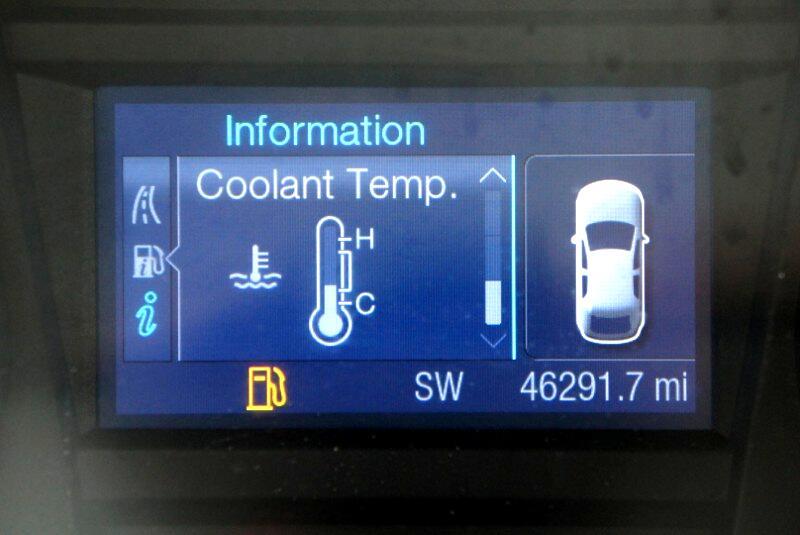 Information
Coolant Temp.
H
C
i
SW 46291.7 mi